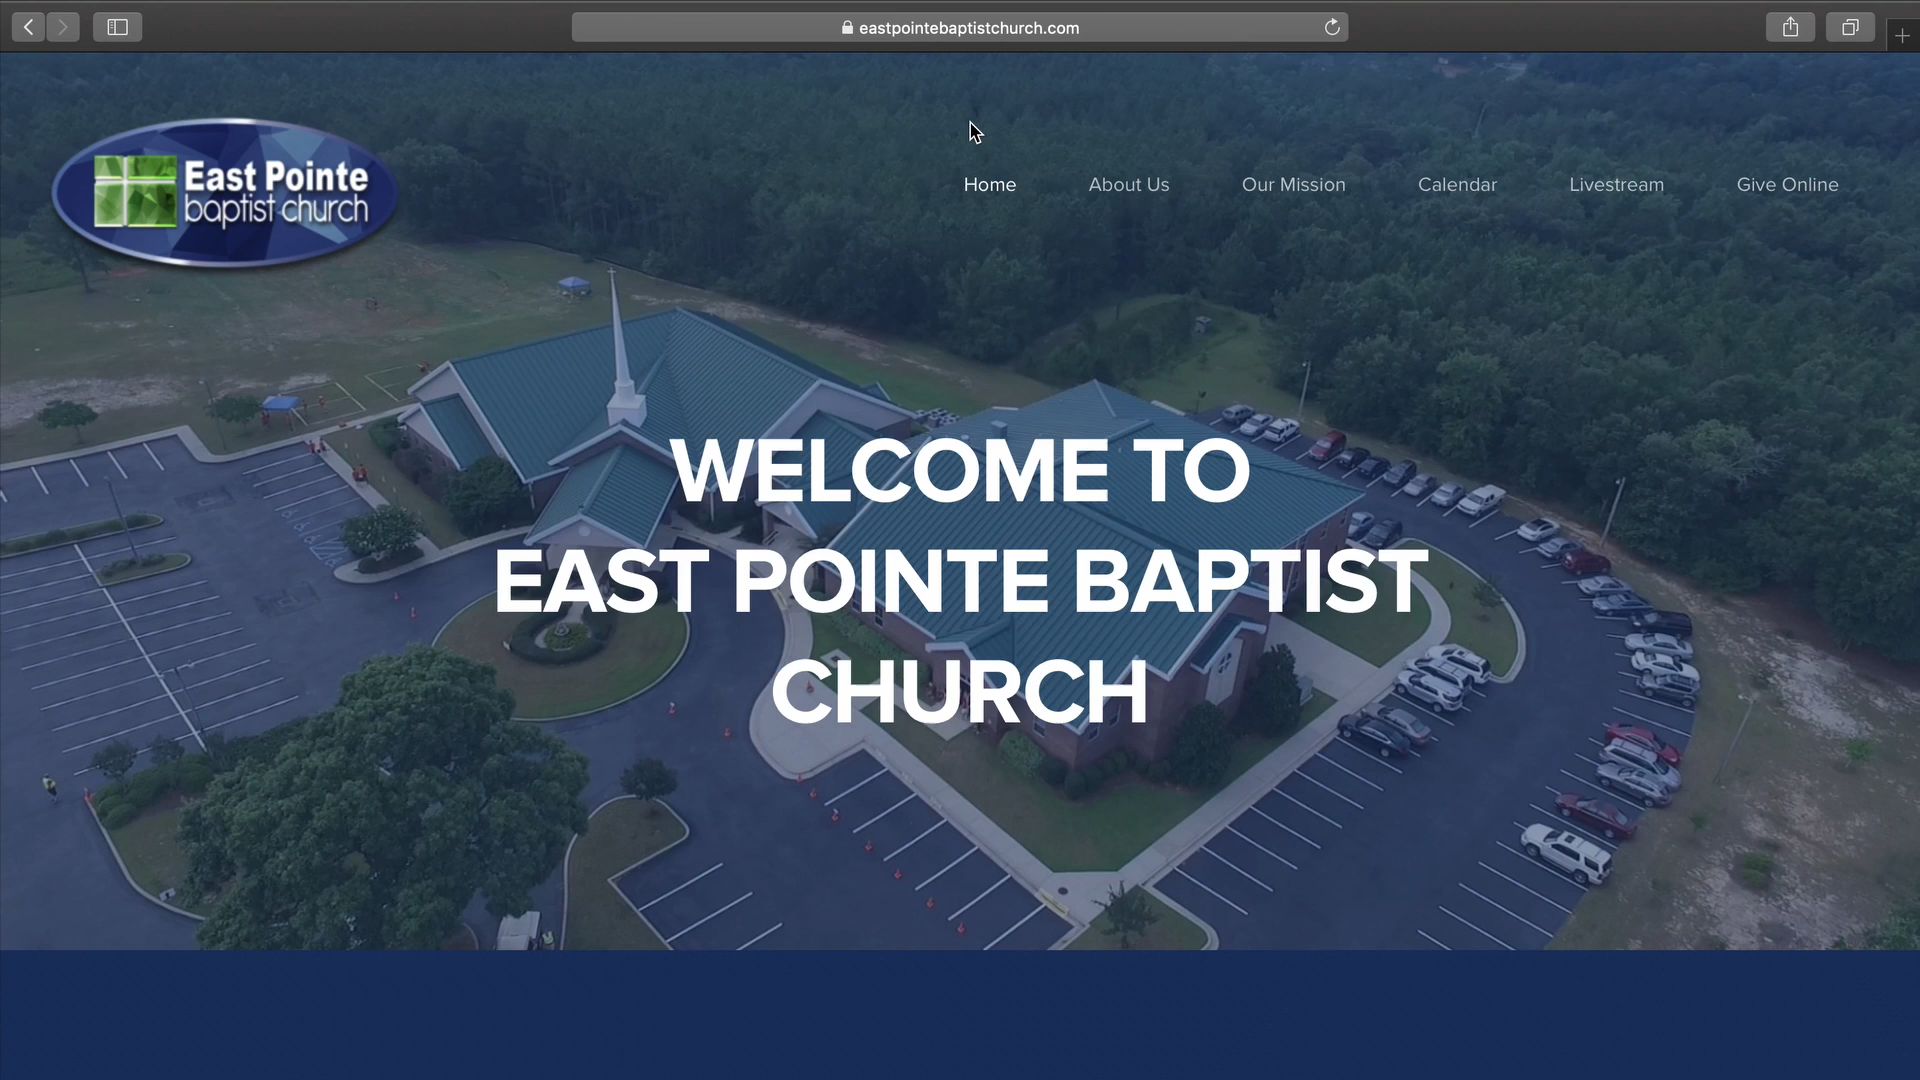 eastpointebaptistchurch.com
East Pointe
baptist church
Home About Us Our Mission Calendar Livestream Give Online
WELCOME TO
EAST POINTE BAPTIST
CHURCH